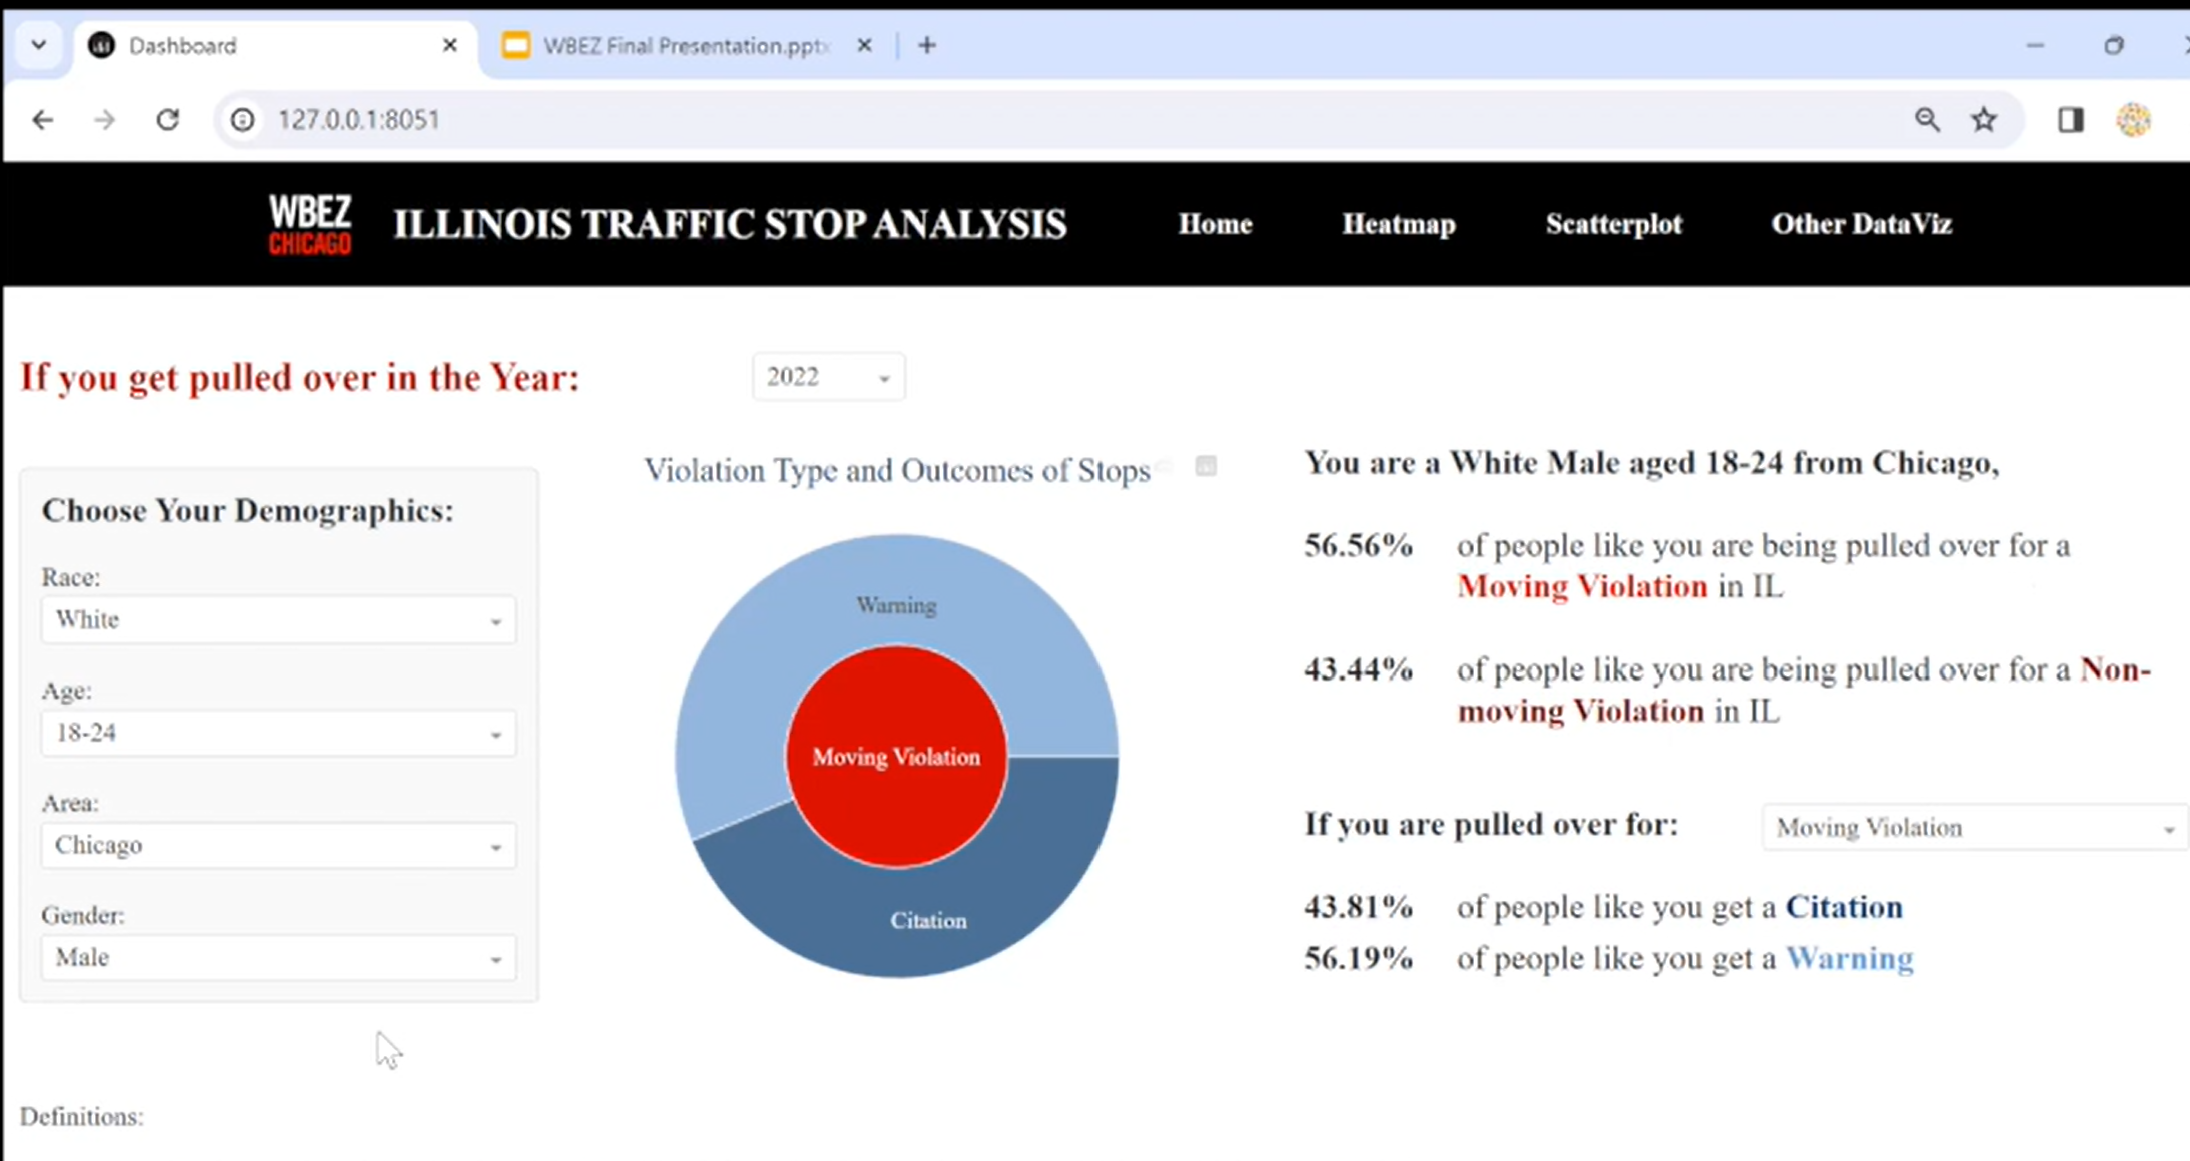 Dashboard
WBEZ Final Presentation.pptx
127.0.0.1:8051
WBEZ
CHICAGO
ILLINOIS TRAFFIC STOP ANALYSIS
Home
Heatmap
Scatterplot
Other DataViz
If you get pulled over in the Year:
2022
Choose Your Demographics:
Race:
White
Age:
18-24
Area:
Chicago
Gender:
Male
Violation Type and Outcomes of Stops
Warning
Moving Violation
Citation
You are a White Male aged 18-24 from Chicago,
56.56% of people like you are being pulled over for a
Moving Violation in IL
43.44% of people like you are being pulled over for a Non-
moving Violation in IL
If you are pulled over for:
Moving Violation
43.81% of people like you get a Citation
56.19% of people like you get a Warning
Definitions: